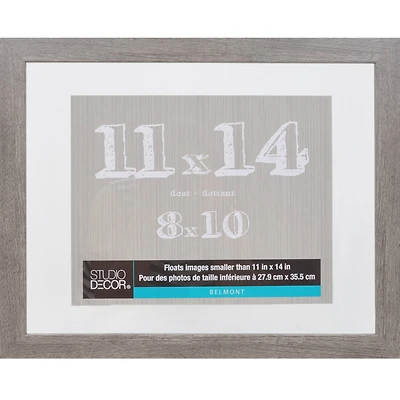 11x14
float • flottant
8x10
STUDIO
DECOR®
Floats images smaller than 11 in x 14 in
Pour des photos de taille inférieure à 27.9 cm x 35.5 cm
BELMONT